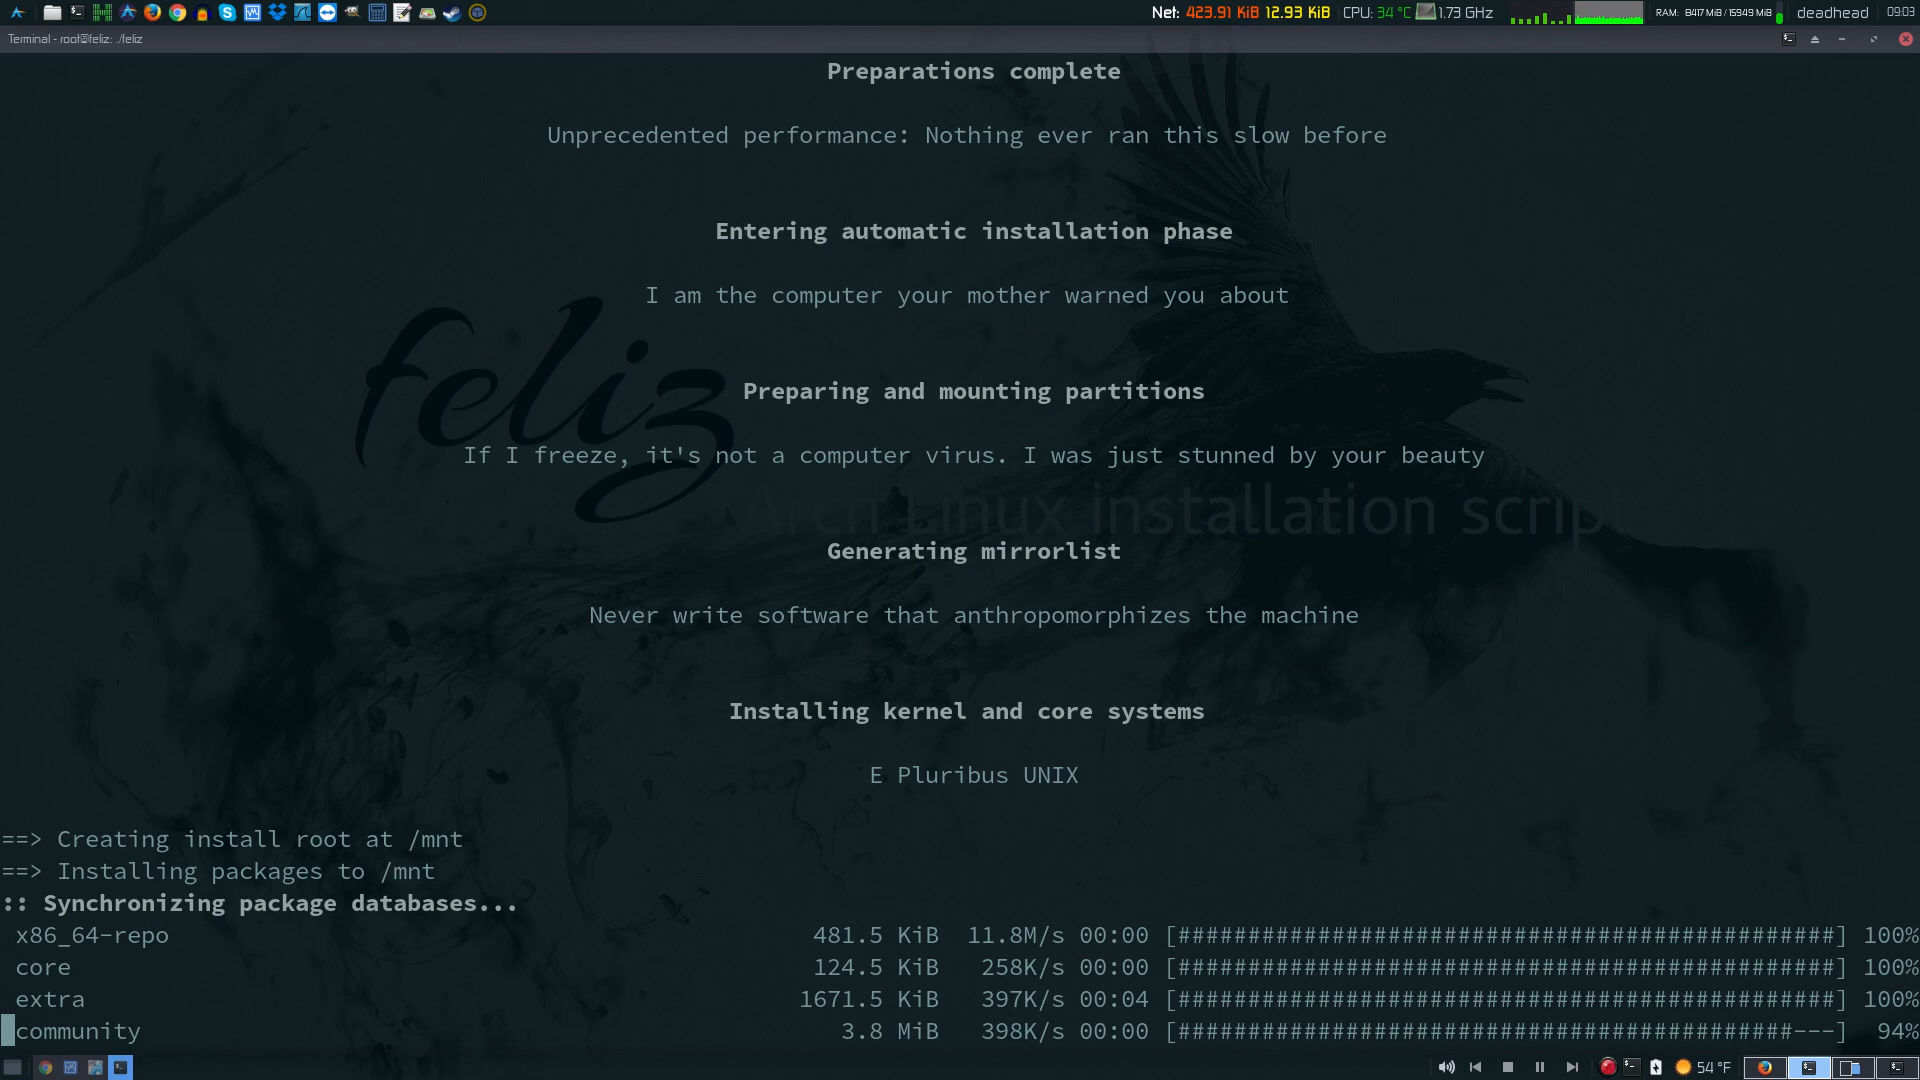 Net: 423.91 KiB 12.93 KiB CPU: 34 °C 1.73 GHz RAM: 8417 MiB / 15949 MiB deadhead 09:03
Terminal - root@feliz: ./feliz
Preparations complete
Unprecedented performance: Nothing ever ran this slow before
Entering automatic installation phase
I am the computer your mother warned you about
feliz
Preparing and mounting partitions
If I freeze, it's not a computer virus. I was just stunned by your beauty
Arch Linux installation script
Generating mirrorlist
Never write software that anthropomorphizes the machine
Installing kernel and core systems
E Pluribus UNIX
==> Creating install root at /mnt
==> Installing packages to /mnt
:: Synchronizing package databases...
x86_64-repo 481.5 KiB 11.8M/s 00:00 [###############################################] 100%
core 124.5 KiB 258K/s 00:00 [###############################################] 100%
extra 1671.5 KiB 397K/s 00:04 [###############################################] 100%
community 3.8 MiB 398K/s 00:00 [############################################---] 94%
54 °F